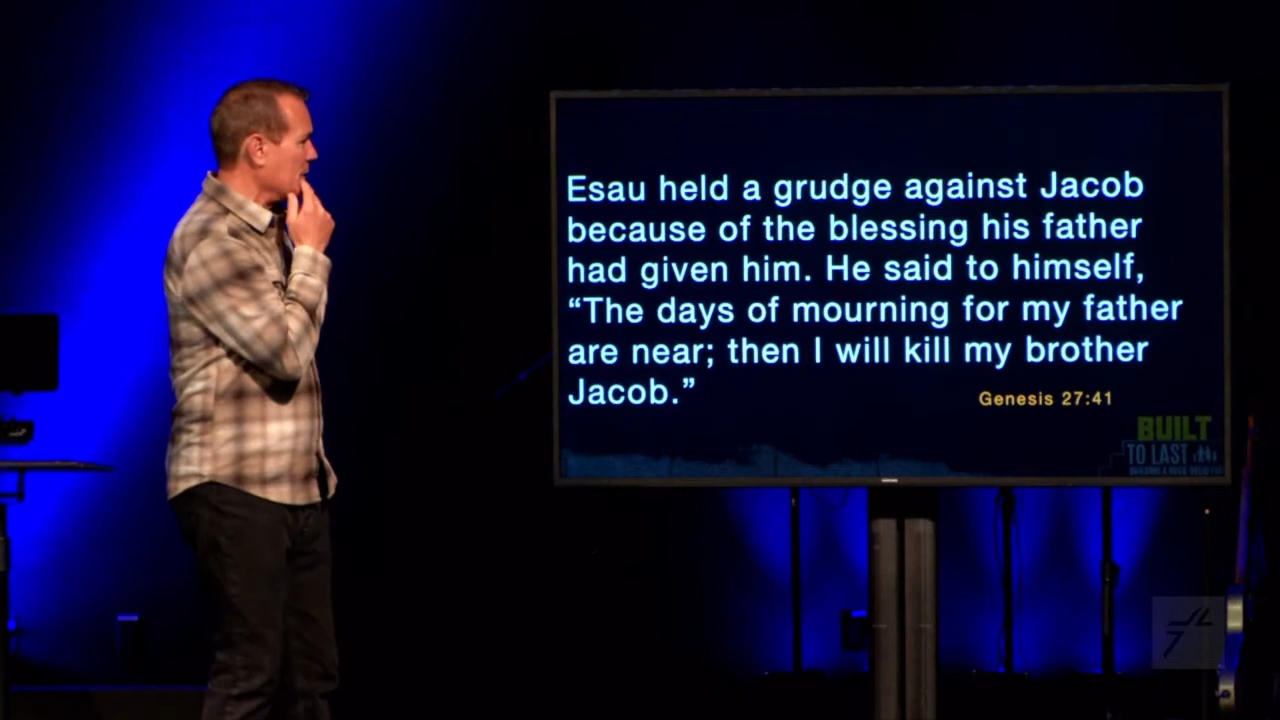 Esau held a grudge against Jacob
because of the blessing his father
had given him. He said to himself,
“The days of mourning for my father
are near; then I will kill my brother
Jacob.”
Genesis 27:41
BUILT
TO LAST